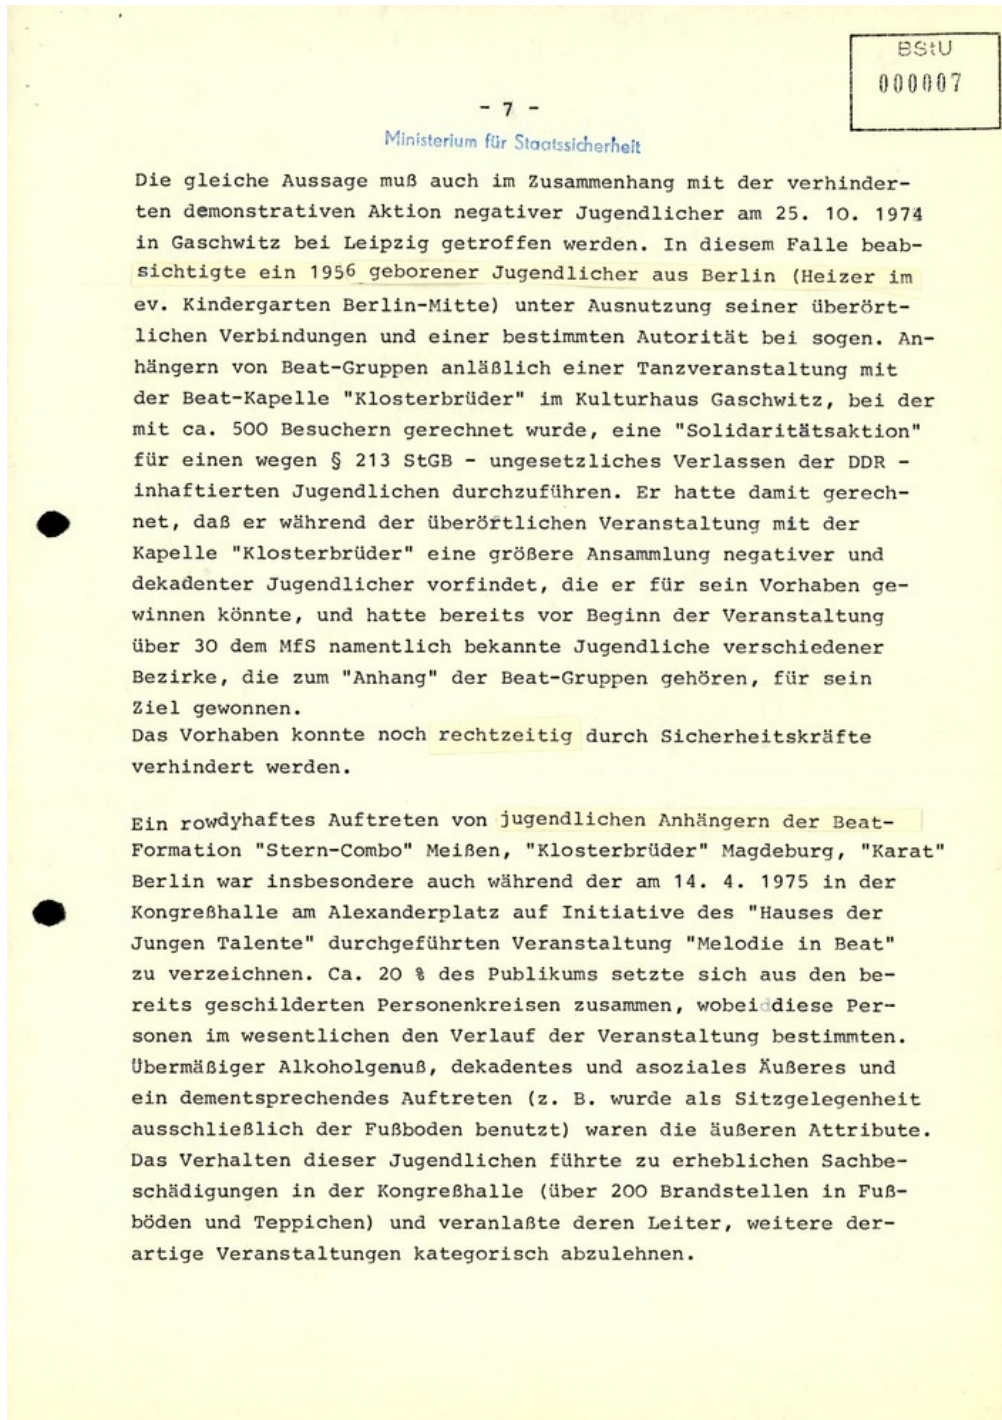 BStU
000007
- 7 -
Ministerium für Staatssicherheit
Die gleiche Aussage muß auch im Zusammenhang mit der verhinder-
ten demonstrativen Aktion negativer Jugendlicher am 25. 10. 1974
in Gaschwitz bei Leipzig getroffen werden. In diesem Falle beab-
sichtigte ein 1956 geborener Jugendlicher aus Berlin (Heizer im
ev. Kindergarten Berlin-Mitte) unter Ausnutzung seiner überört-
lichen Verbindungen und einer bestimmten Autorität bei sogen. An-
hängern von Beat-Gruppen anläßlich einer Tanzveranstaltung mit
der Beat-Kapelle "Klosterbrüder" im Kulturhaus Gaschwitz, bei der
mit ca. 500 Besuchern gerechnet wurde, eine "Solidaritätsaktion"
für einen wegen § 213 StGB - ungesetzliches Verlassen der DDR -
inhaftierten Jugendlichen durchzuführen. Er hatte damit gerech-
net, daß er während der überörtlichen Veranstaltung mit der
Kapelle "Klosterbrüder" eine größere Ansammlung negativer und
dekadenter Jugendlicher vorfindet, die er für sein Vorhaben ge-
winnen könnte, und hatte bereits vor Beginn der Veranstaltung
über 30 dem MfS namentlich bekannte Jugendliche verschiedener
Bezirke, die zum "Anhang" der Beat-Gruppen gehören, für sein
Ziel gewonnen.
Das Vorhaben konnte noch rechtzeitig durch Sicherheitskräfte
verhindert werden.
Ein rowdyhaftes Auftreten von jugendlichen Anhängern der Beat-
Formation "Stern-Combo" Meißen, "Klosterbrüder" Magdeburg, "Karat"
Berlin war insbesondere auch während der am 14. 4. 1975 in der
Kongreßhalle am Alexanderplatz auf Initiative des "Hauses der
Jungen Talente" durchgeführten Veranstaltung "Melodie in Beat"
zu verzeichnen. Ca. 20 % des Publikums setzte sich aus den be-
reits geschilderten Personenkreisen zusammen, wobei diese Per-
sonen im wesentlichen den Verlauf der Veranstaltung bestimmten.
Übermäßiger Alkoholgenuß, dekadentes und asoziales Äußeres und
ein dementsprechendes Auftreten (z. B. wurde als Sitzgelegenheit
ausschließlich der Fußboden benutzt) waren die äußeren Attribute.
Das Verhalten dieser Jugendlichen führte zu erheblichen Sachbe-
schädigungen in der Kongreßhalle (über 200 Brandstellen in Fuß-
böden und Teppichen) und veranlaßte deren Leiter, weitere der-
artige Veranstaltungen kategorisch abzulehnen.